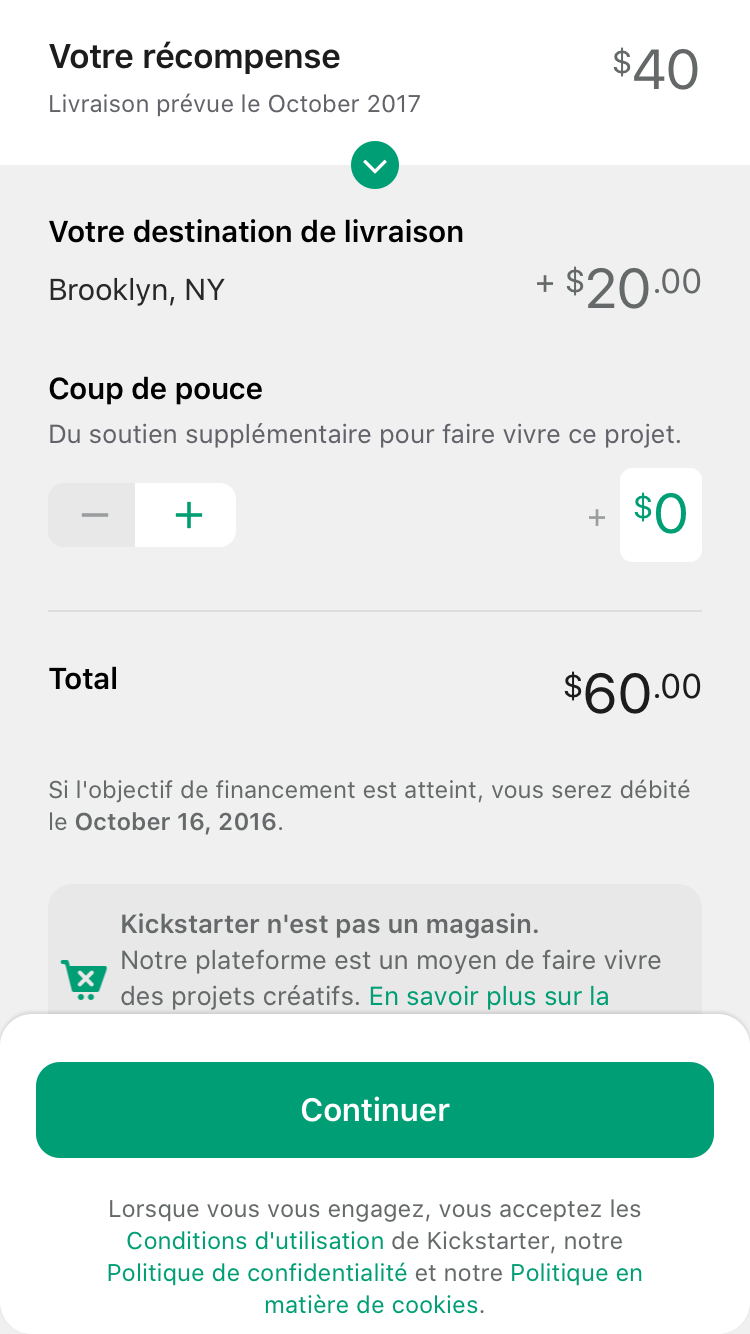 Votre récompense
$40
Livraison prévue le October 2017
Votre destination de livraison
Brooklyn, NY
+ $20.00
Coup de pouce
Du soutien supplémentaire pour faire vivre ce projet.
− +
+ $0
Total
$60.00
Si l'objectif de financement est atteint, vous serez débité
le October 16, 2016.
Kickstarter n'est pas un magasin.
Notre plateforme est un moyen de faire vivre
des projets créatifs. En savoir plus sur la
Continuer
Lorsque vous vous engagez, vous acceptez les
Conditions d'utilisation de Kickstarter, notre
Politique de confidentialité et notre Politique en
matière de cookies.